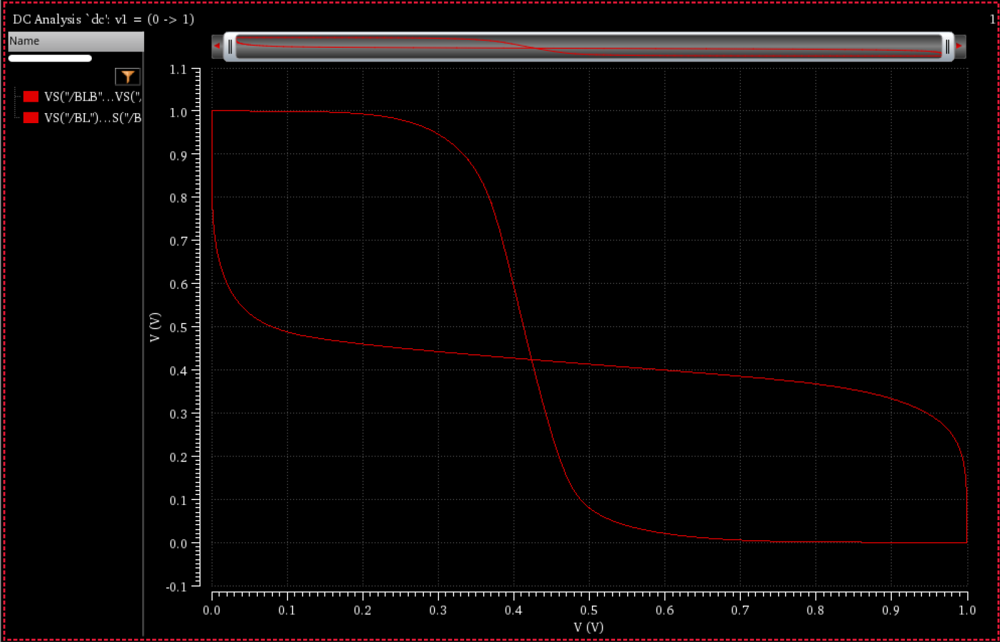 DC Analysis `dc': v1 = (0 -> 1)
1
Name
VS("/BLB"...VS("/
VS("/BL")...S("/B
1.1
1.0
0.9
0.8
0.7
0.6
0.5
0.4
0.3
0.2
0.1
0.0
-0.1
V (V)
0.0 0.1 0.2 0.3 0.4 0.5 0.6 0.7 0.8 0.9 1.0
V (V)